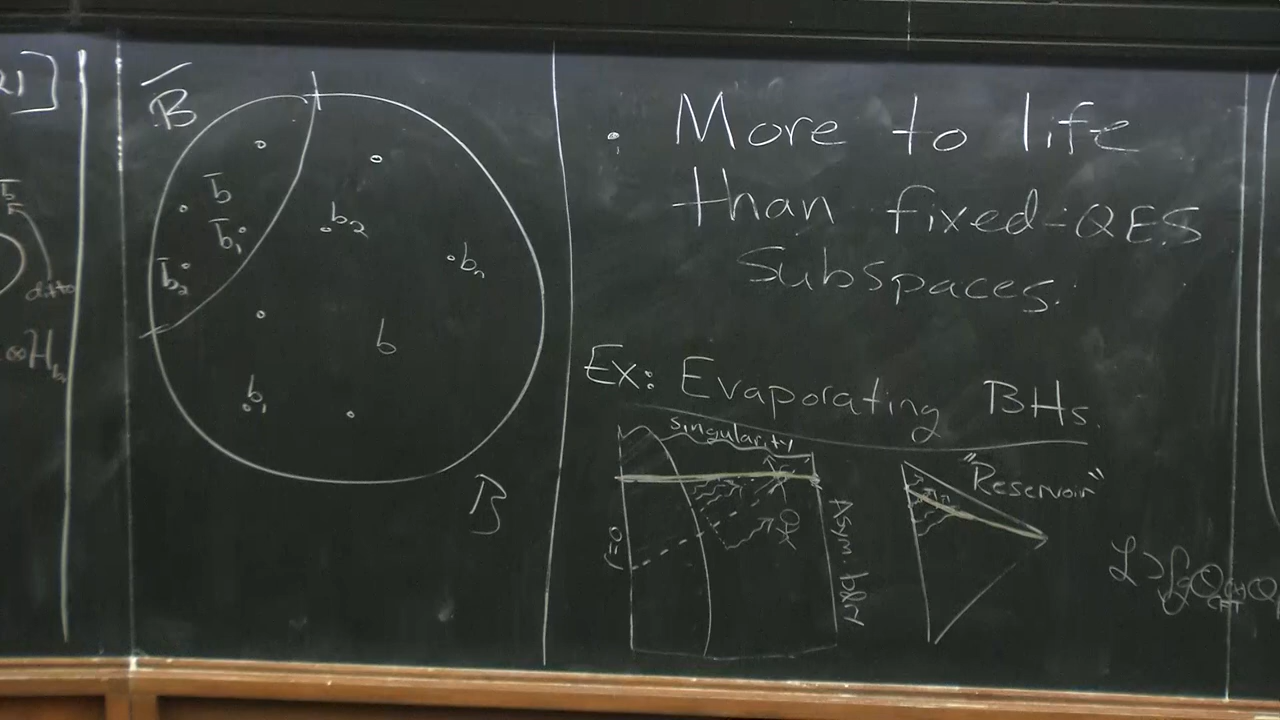 B̅
b̅
b̅₁
b̅₂
b₂
bₙ
b
b₁
B
ditto
⊗H
: More to life
than fixed-QES
Subspaces.
Ex: Evaporating BHs.
singularity
r=0
Asym. bdry
"Reservoir"